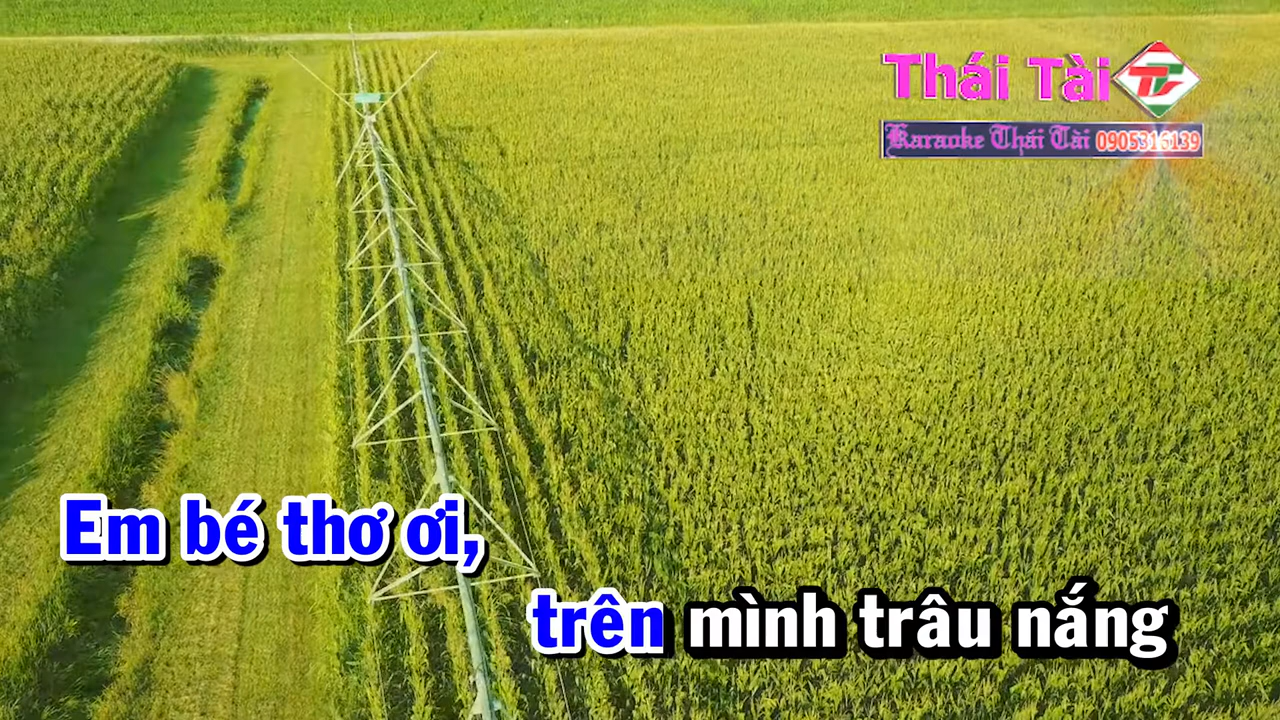 Thái Tài
Karaoke Thái Tài 0905316139
Em bé thơ ơi,
trên mình trâu nắng